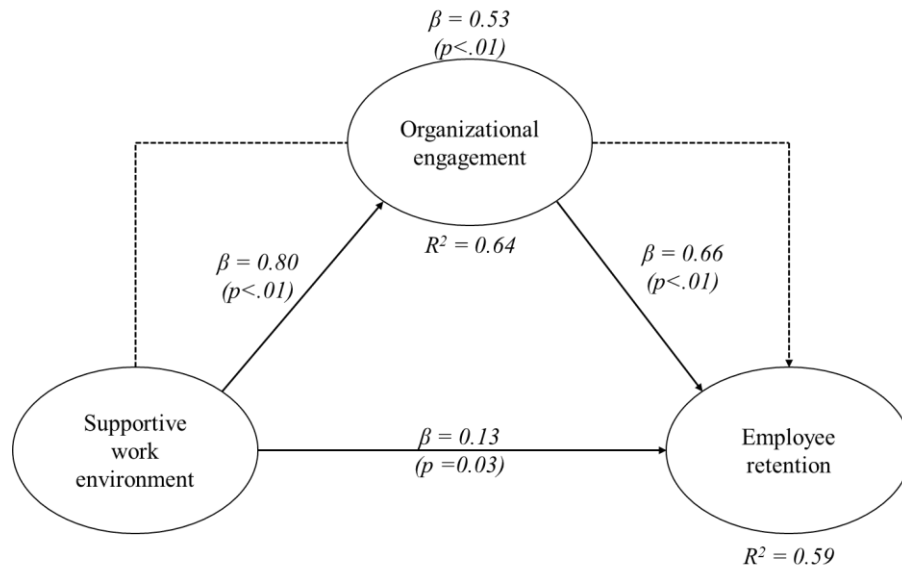 β = 0.53
(p<.01)
Organizational
engagement
R² = 0.64
β = 0.80
(p<.01)
β = 0.66
(p<.01)
Supportive
work
environment
β = 0.13
(p =0.03)
Employee
retention
R² = 0.59